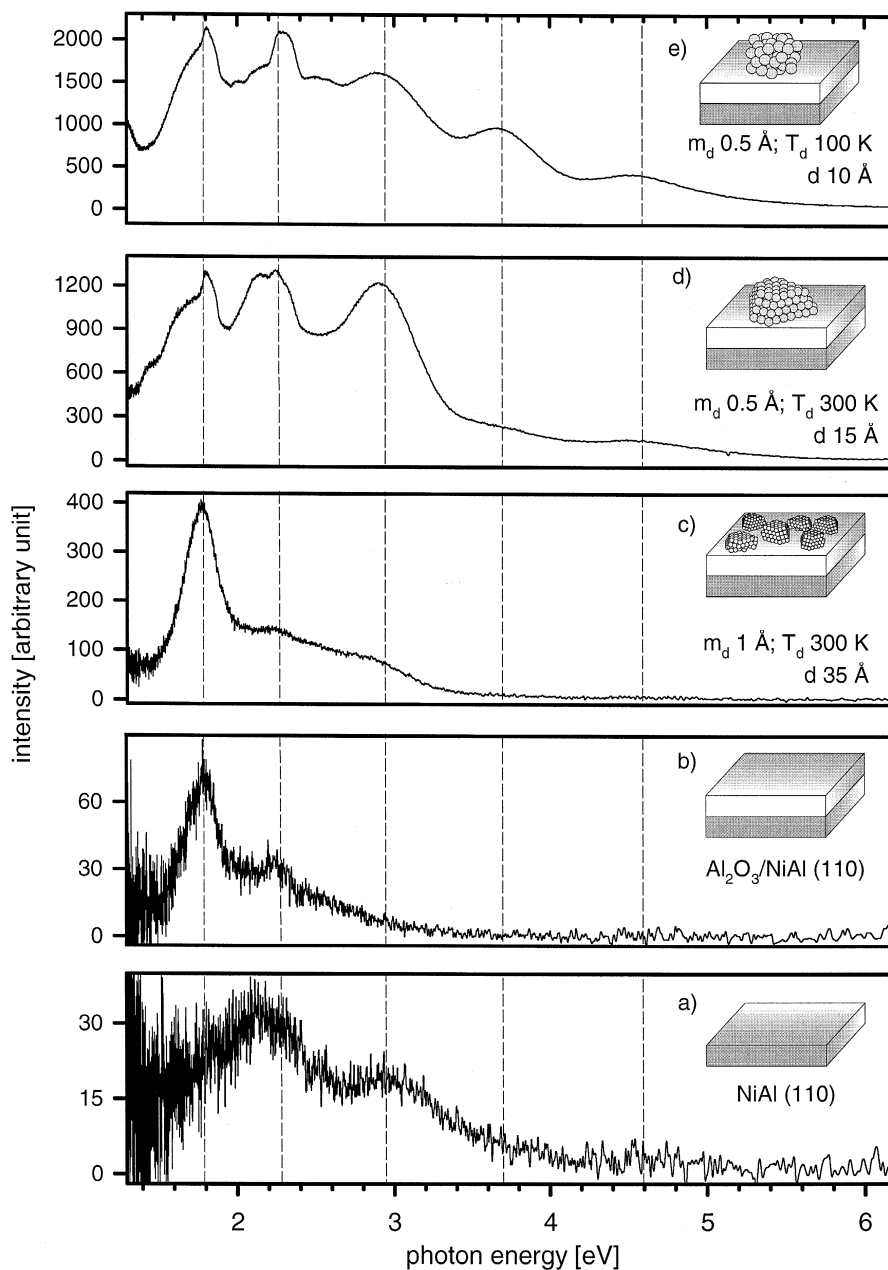 2000
1500
1000
500
0
e)
m_d 0.5 Å; T_d 100 K
d 10 Å
1200
900
600
300
0
d)
m_d 0.5 Å; T_d 300 K
d 15 Å
400
300
200
100
0
c)
m_d 1 Å; T_d 300 K
d 35 Å
intensity [arbitrary unit]
60
30
0
b)
Al₂O₃/NiAl (110)
30
15
0
a)
NiAl (110)
2 3 4 5 6
photon energy [eV]